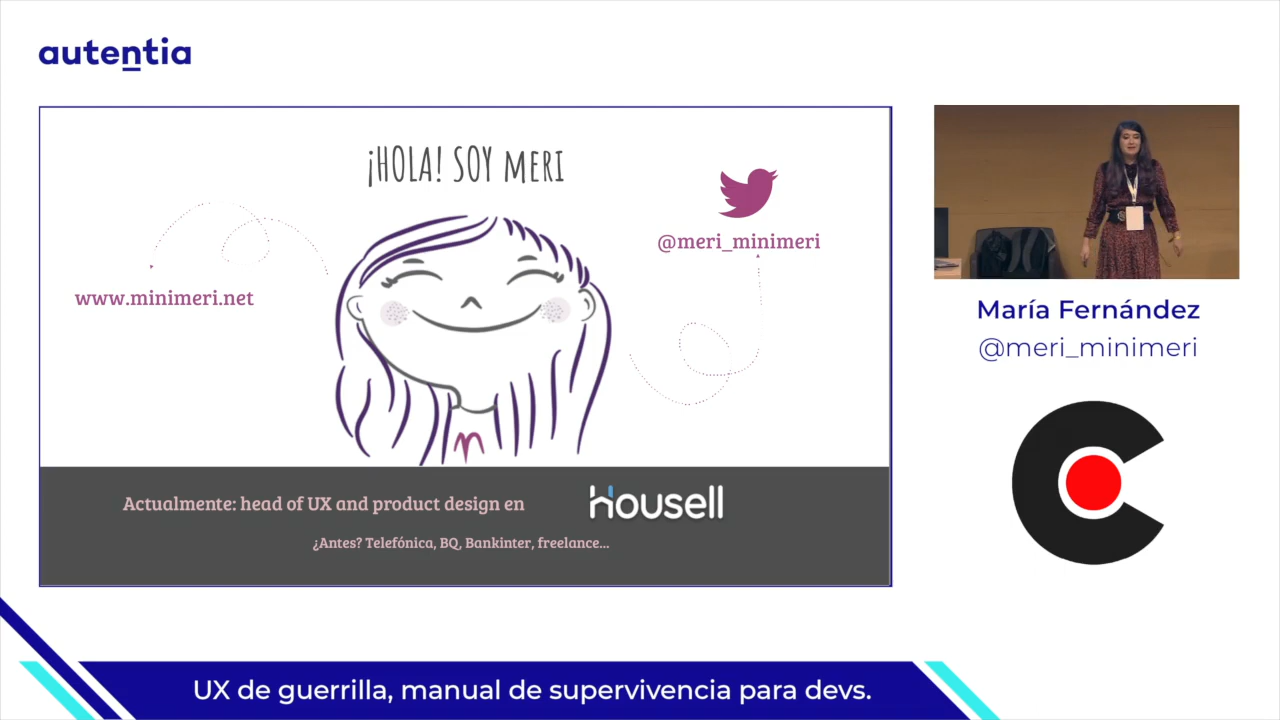 autentia
¡HOLA! SOY MERI
@meri_minimeri
www.minimeri.net
n
Actualmente: head of UX and product design en
Housell
¿Antes? Telefónica, BQ, Bankinter, freelance...
María Fernández
@meri_minimeri
UX de guerrilla, manual de supervivencia para devs.